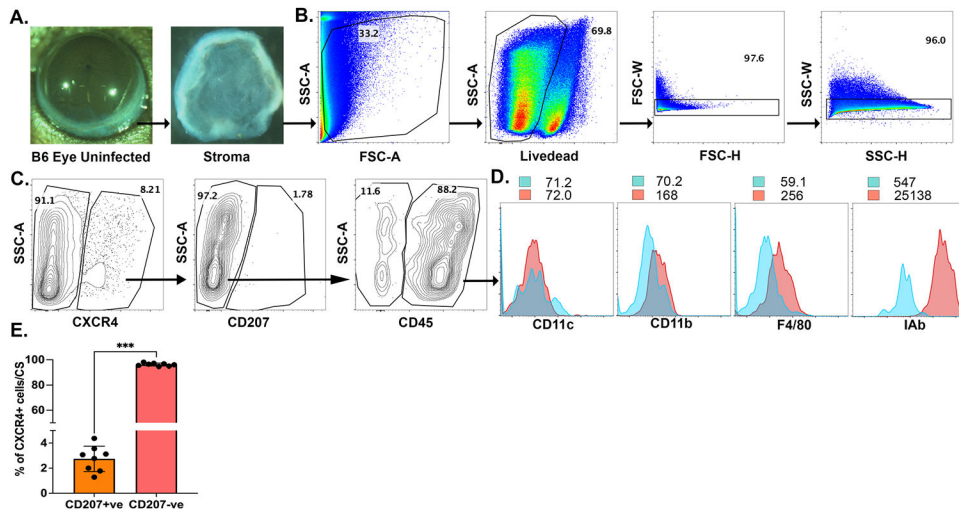 A.
B6 Eye Uninfected
Stroma
B.
33.2
SSC-A
FSC-A
69.8
SSC-A
Livedead
97.6
FSC-W
FSC-H
96.0
SSC-W
SSC-H
C.
91.1
8.21
SSC-A
CXCR4
97.2
1.78
SSC-A
CD207
11.6
88.2
SSC-A
CD45
D.
71.2
72.0
CD11c
70.2
168
CD11b
59.1
256
F4/80
547
25138
IAb
E.
***
% of CXCR4+ cells/CS
100
80
60
4
2
0
CD207+ve
CD207-ve